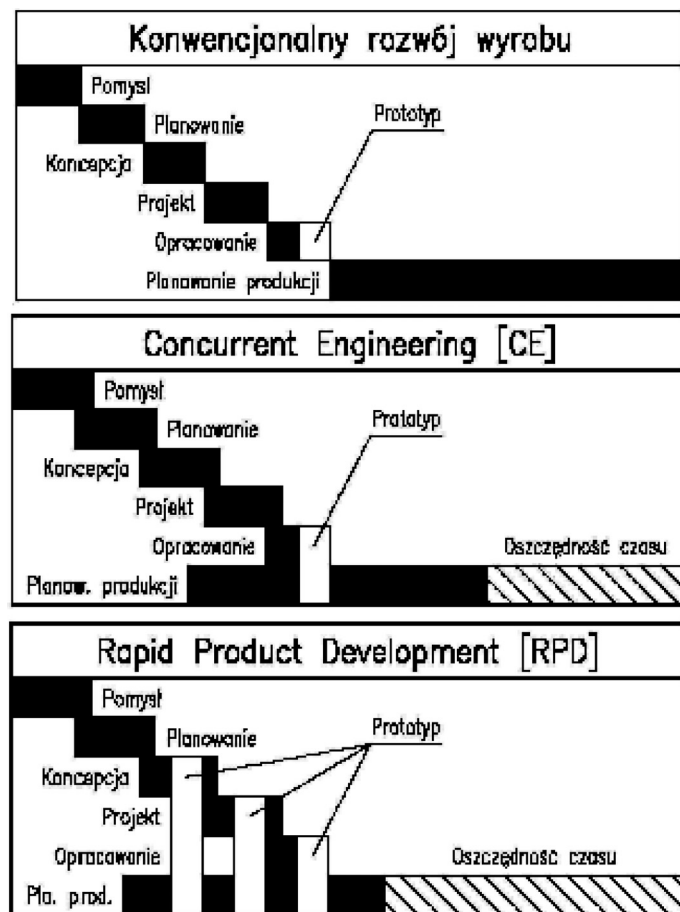 Konwencjonalny rozwój wyrobu
Pomysł
Planowanie
Prototyp
Koncepcja
Projekt
Opracowanie
Planowanie produkcji
Concurrent Engineering [CE]
Pomysł
Planowanie
Prototyp
Koncepcja
Projekt
Opracowanie
Oszczędność czasu
Planow. produkcji
Rapid Product Development [RPD]
Pomysł
Planowanie
Prototyp
Koncepcja
Projekt
Opracowanie
Oszczędność czasu
Pla. prod.